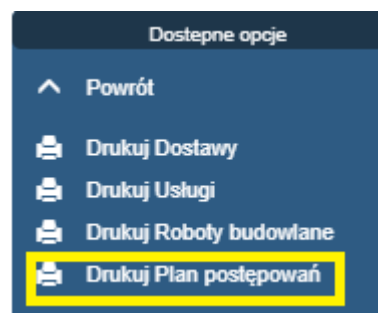 Dostepne opcje
Powrót
Drukuj Dostawy
Drukuj Usługi
Drukuj Roboty budowlane
Drukuj Plan postępowań